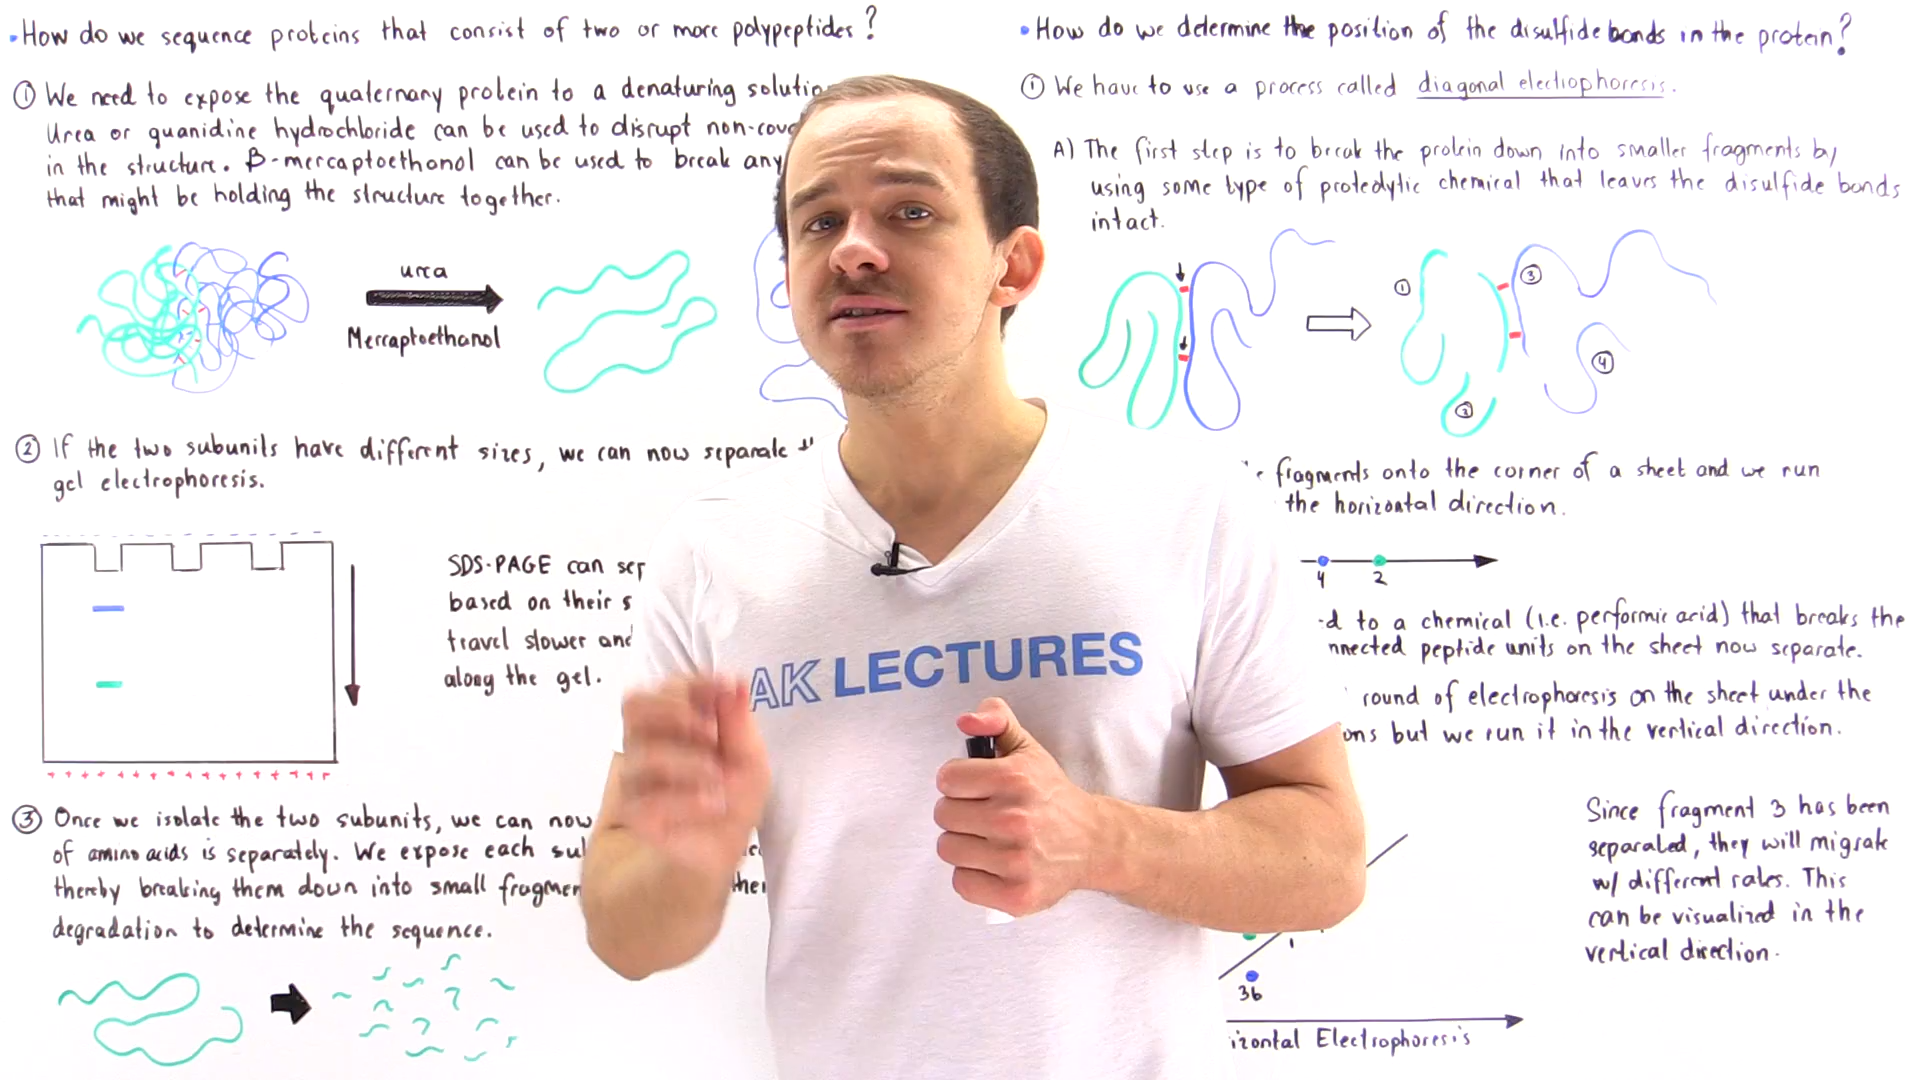 •How do we sequence proteins that consist of two or more polypeptides?
① We need to expose the quaternary protein to a denaturing solutio
Urea or guanidine hydrochloride can be used to disrupt non-cov
in the structure. β-mercaptoethanol can be used to break any
that might be holding the structure together.
urea
Mercaptoethanol
② If the two subunits have different sizes, we can now separate
gel electrophoresis.
SDS-PAGE can sep
based on their s
travel slower and
along the gel.
+ + + + + + + + + + + + + + + + + +
③ Once we isolate the two subunits, we can now
of amino acids is separately. We expose each su
thereby breaking them down into small fragmen
degradation to determine the sequence.
•How do we determine the position of the disulfide bonds in the protein?
① We have to use a process called diagonal electrophoresis.
A) The first step is to break the protein down into smaller fragments by
using some type of proteolytic chemical that leaves the disulfide bonds
intact.
① ② ③ ④
fragments onto the corner of a sheet and we run
the horizontal direction.
4 2
d to a chemical (i.e. performic acid) that breaks the
nnected peptide units on the sheet now separate.
round of electrophoresis on the sheet under the
ons but we run it in the vertical direction.
Since fragment 3 has been
separated, they will migrate
w/ different rates. This
can be visualized in the
vertical direction.
1
3b
izontal Electrophoresis
AK LECTURES